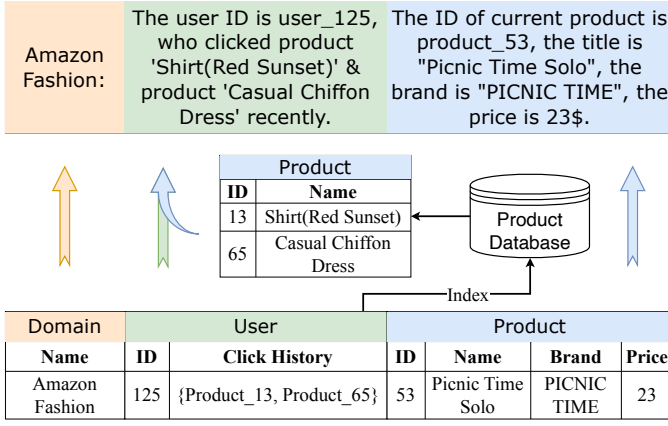 Amazon
Fashion:
The user ID is user_125,
who clicked product
'Shirt(Red Sunset)' &
product 'Casual Chiffon
Dress' recently.
The ID of current product is
product_53, the title is
"Picnic Time Solo", the
brand is "PICNIC TIME", the
price is 23$.
Product
ID Name
13 Shirt(Red Sunset)
65 Casual Chiffon
Dress
Product
Database
Index
Domain User Product
Name ID Click History ID Name Brand Price
Amazon
Fashion
125 {Product_13, Product_65} 53
Picnic Time
Solo
PICNIC
TIME
23